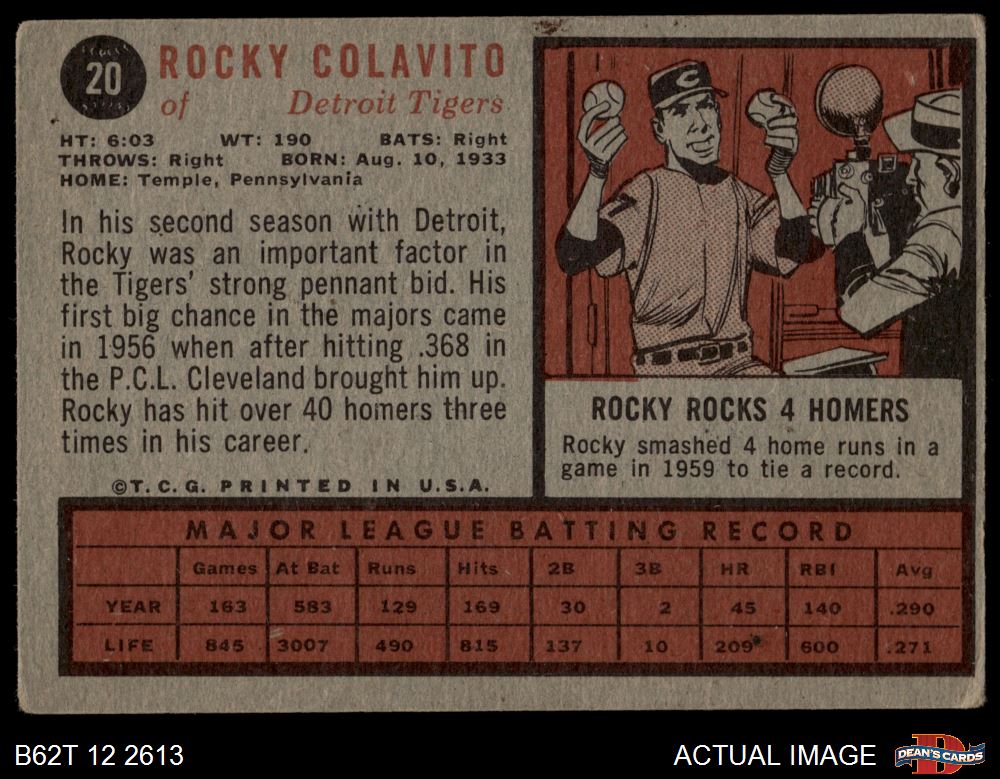 20
ROCKY COLAVITO
of Detroit Tigers
HT: 6:03 WT: 190 BATS: Right
THROWS: Right BORN: Aug. 10, 1933
HOME: Temple, Pennsylvania
In his second season with Detroit,
Rocky was an important factor in
the Tigers' strong pennant bid. His
first big chance in the majors came
in 1956 when after hitting .368 in
the P.C.L. Cleveland brought him up.
Rocky has hit over 40 homers three
times in his career.
©T. C. G. PRINTED IN U.S.A.
C
ROCKY ROCKS 4 HOMERS
Rocky smashed 4 home runs in a
game in 1959 to tie a record.
MAJOR LEAGUE BATTING RECORD
Games At Bat Runs Hits 2B 3B HR RBI Avg
YEAR 163 583 129 169 30 2 45 140 .290
LIFE 845 3007 490 815 137 10 209 600 .271
B62T 12 2613
ACTUAL IMAGE
DEAN'S CARDS